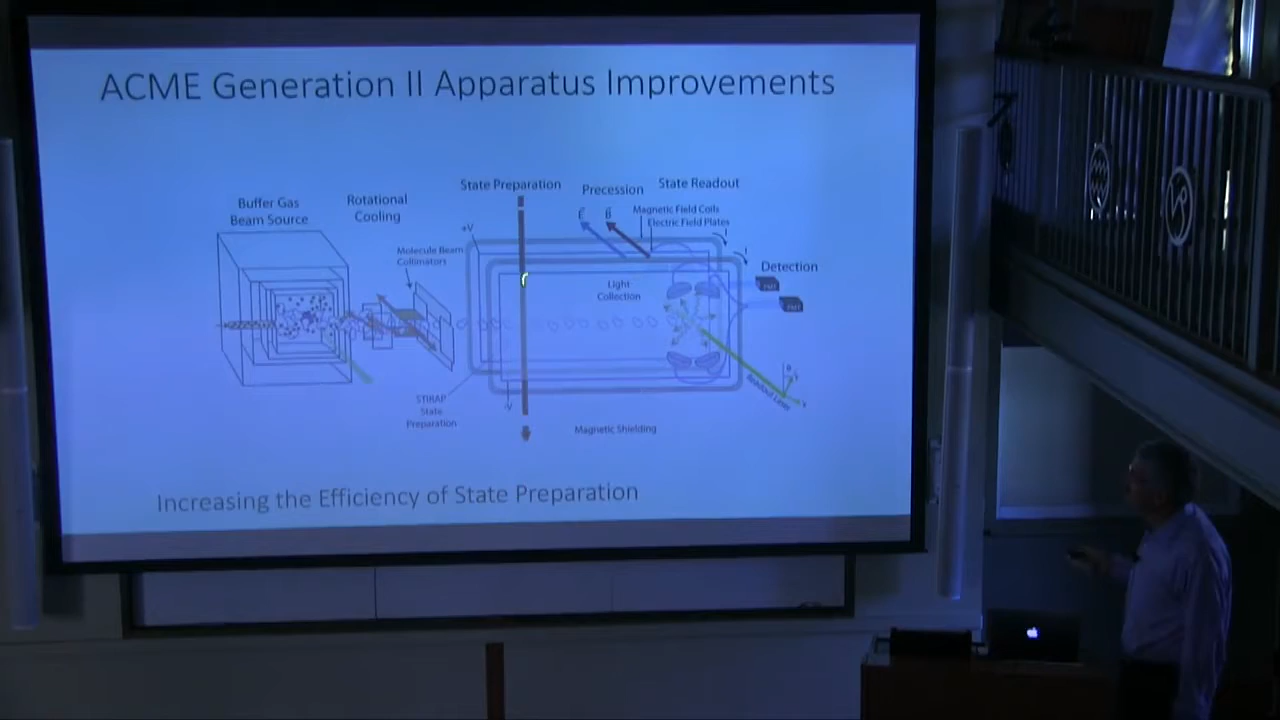 ACME Generation II Apparatus Improvements
State Preparation
Precession
State Readout
Buffer Gas
Beam Source
Rotational
Cooling
Magnetic Field Coils
Electric Field Plates
+V
Molecule Beam
Collimators
Light
Collection
Detection
Readout Laser
STIRAP
State
Preparation
-V
Magnetic Shielding
Increasing the Efficiency of State Preparation